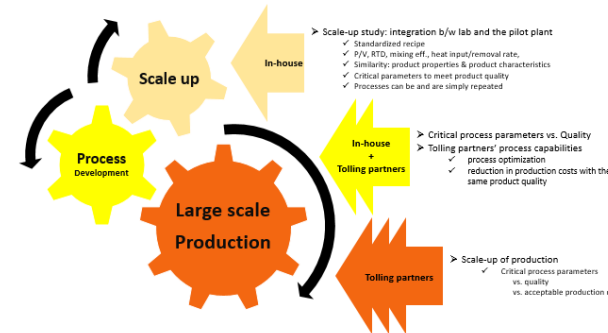 Scale up
Process
Development
Large scale
Production
In-house
➢ Scale-up study: integration b/w lab and the pilot plant
✓ Standardized recipe
✓ P/V, RTD, mixing eff., heat input/removal rate,
✓ Similarity: product properties & product characteristics
✓ Critical parameters to meet product quality
✓ Processes can be and are simply repeated
In-house
+
Tolling partners
➢ Critical process parameters vs. Quality
➢ Tolling partners' process capabilities
✓ process optimization
✓ reduction in production costs with the
same product quality
Tolling partners
➢ Scale-up of production
✓ Critical process parameters
vs. quality
vs. acceptable production